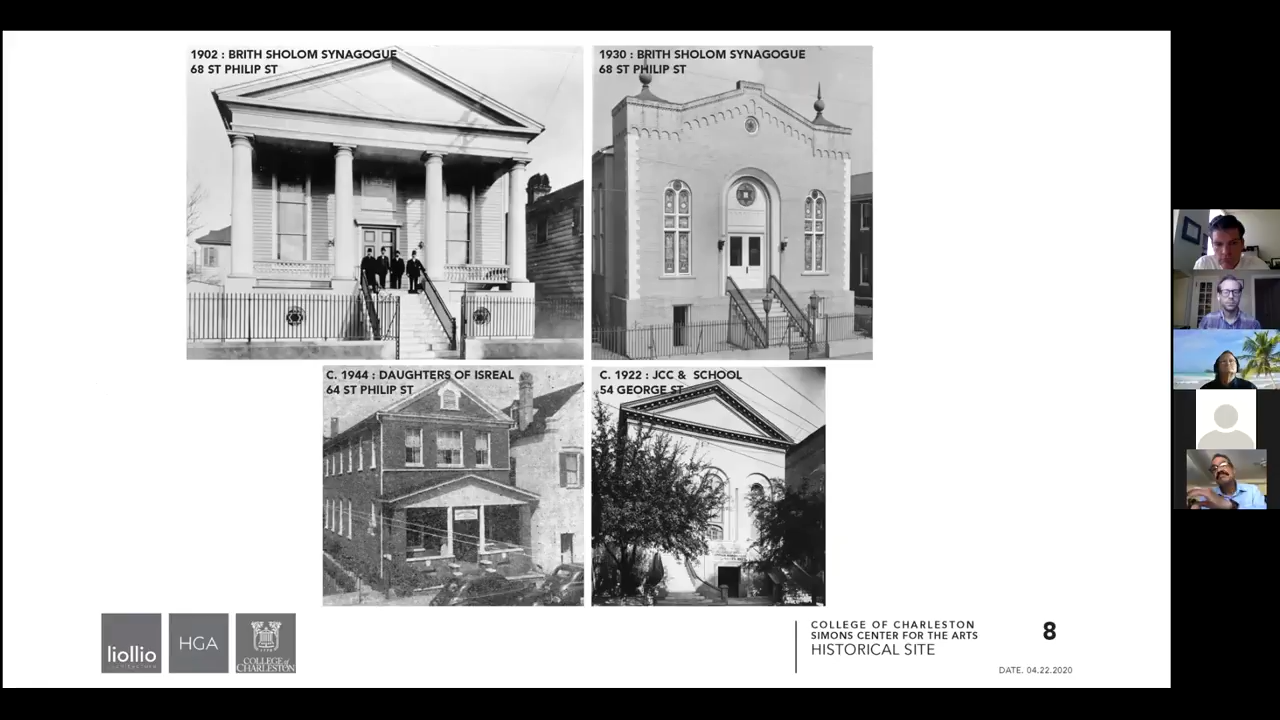 1902 : BRITH SHOLOM SYNAGOGUE
68 ST PHILIP ST
1930 : BRITH SHOLOM SYNAGOGUE
68 ST PHILIP ST
C. 1944 : DAUGHTERS OF ISREAL
64 ST PHILIP ST
C. 1922 : JCC & SCHOOL
54 GEORGE ST
liollio
HGA
COLLEGE of
CHARLESTON
COLLEGE OF CHARLESTON
SIMONS CENTER FOR THE ARTS
HISTORICAL SITE
8
DATE. 04.22.2020